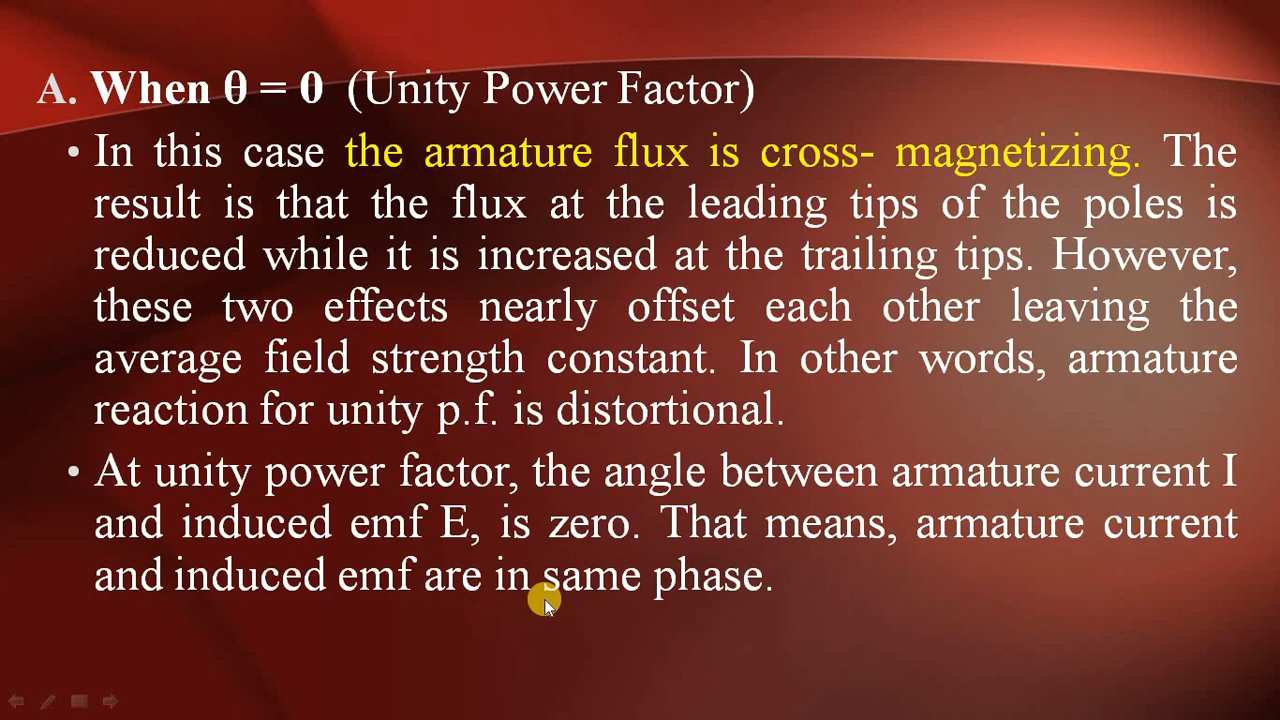 A. When θ = 0 (Unity Power Factor)
• In this case the armature flux is cross- magnetizing. The
result is that the flux at the leading tips of the poles is
reduced while it is increased at the trailing tips. However,
these two effects nearly offset each other leaving the
average field strength constant. In other words, armature
reaction for unity p.f. is distortional.
• At unity power factor, the angle between armature current I
and induced emf E, is zero. That means, armature current
and induced emf are in same phase.